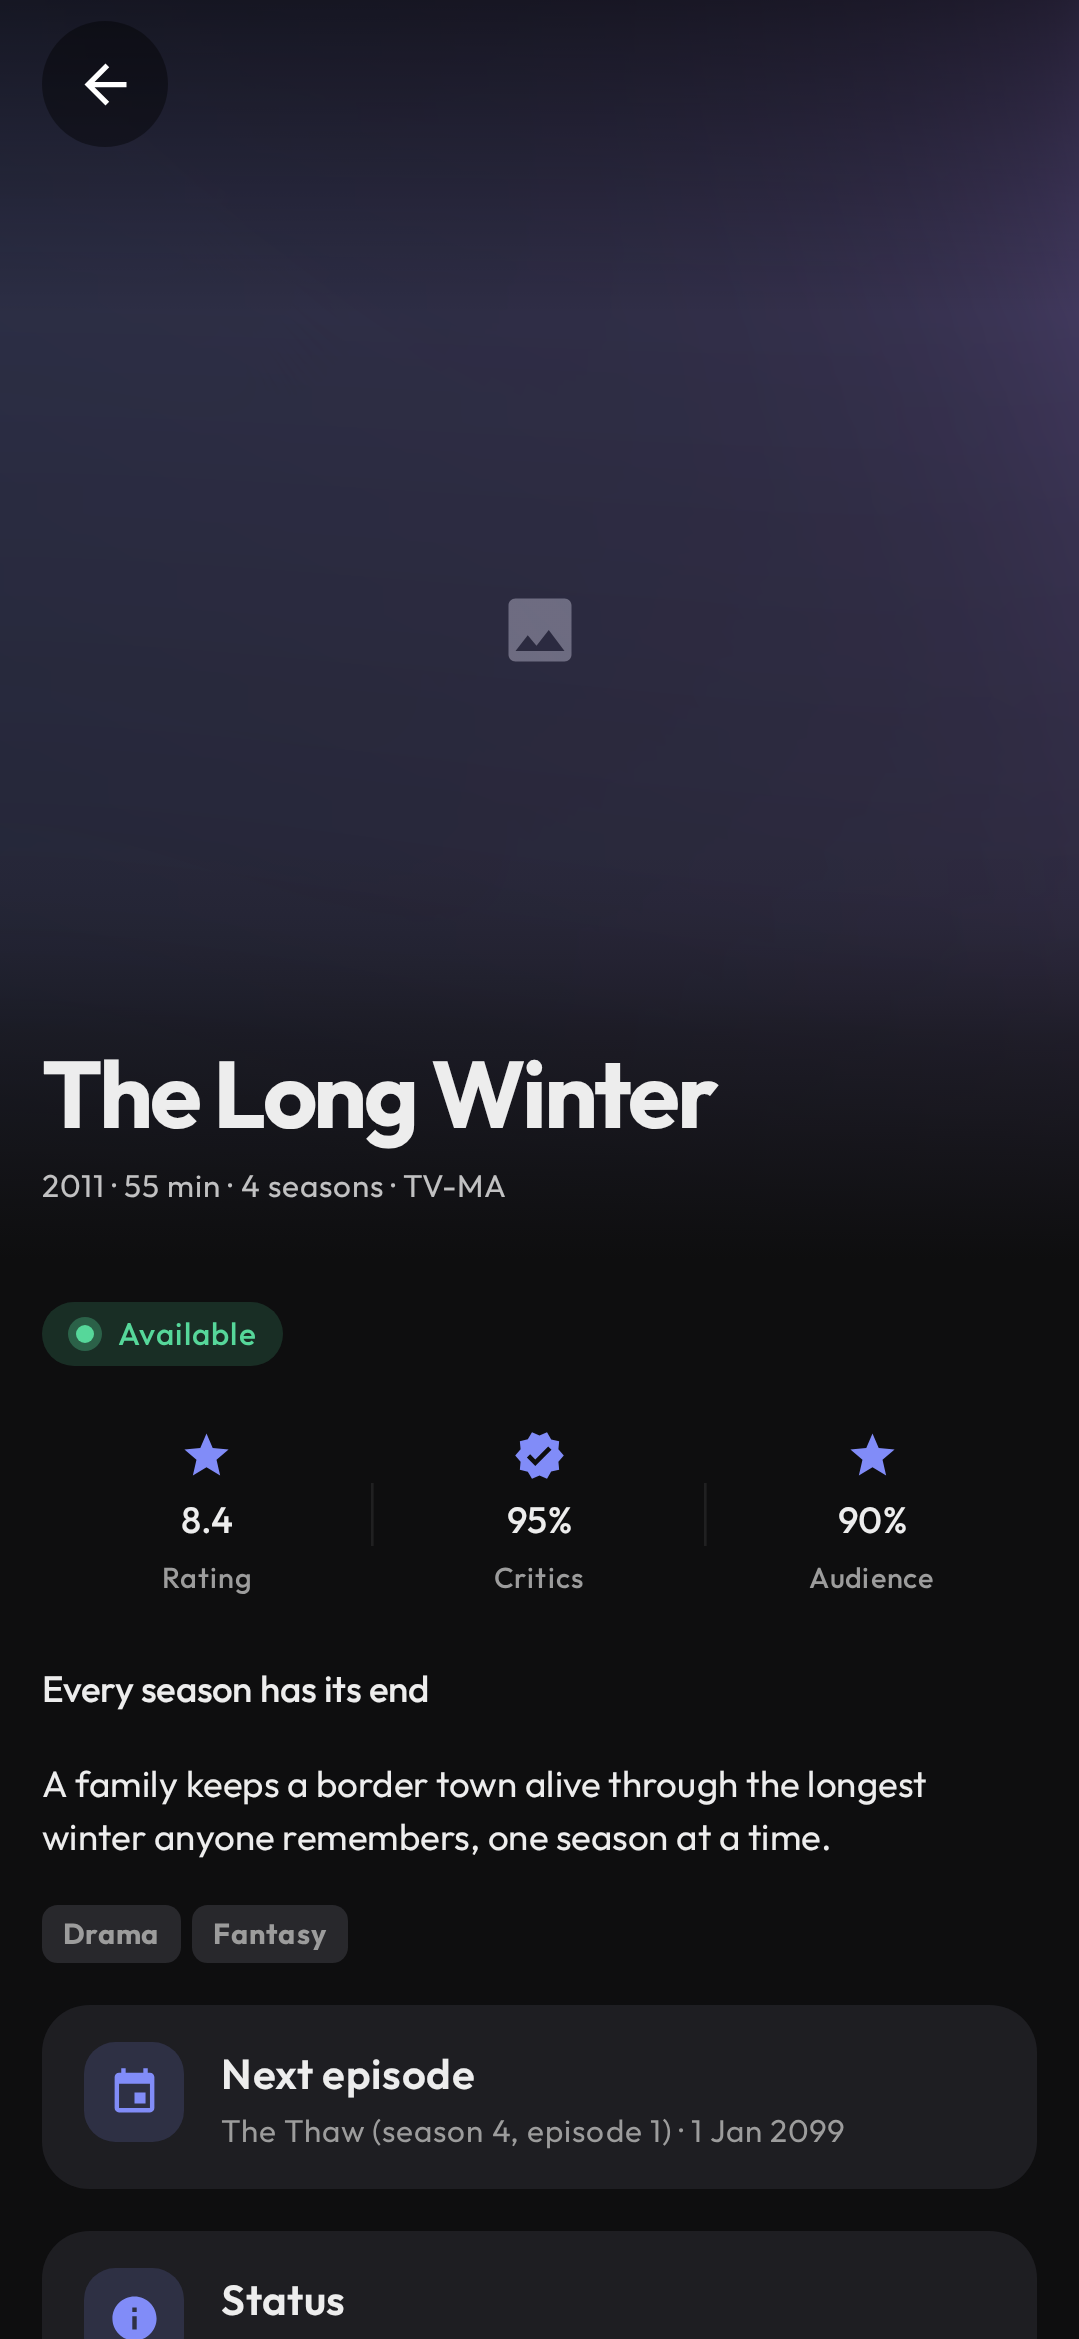 The Long Winter
2011 · 55 min · 4 seasons · TV-MA
Available
8.4
Rating
95%
Critics
90%
Audience
Every season has its end
A family keeps a border town alive through the longest
winter anyone remembers, one season at a time.
Drama
Fantasy
Next episode
The Thaw (season 4, episode 1) · 1 Jan 2099
Status